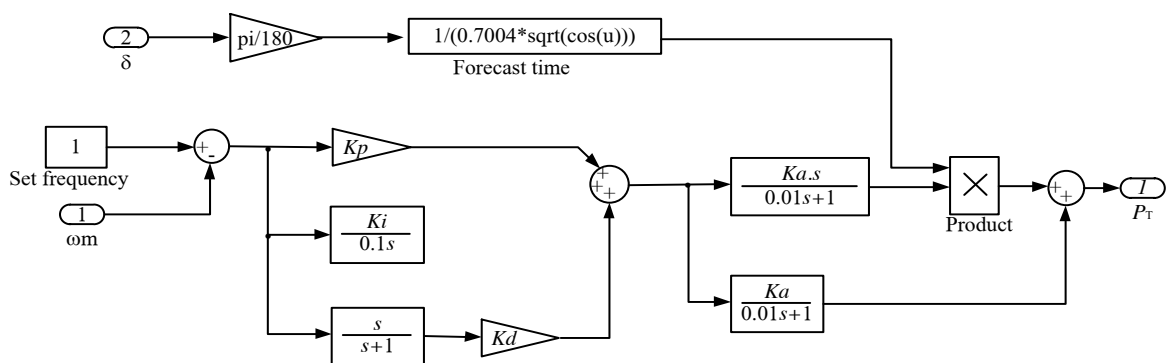 2
δ
pi/180
1/(0.7004*sqrt(cos(u)))
Forecast time
1
Set frequency
+
-
1
ωm
Kp
Ki
0.1s
s
s+1
Kd
+
+
+
Ka.s
0.01s+1
Ka
0.01s+1
×
Product
+
+
1
PT